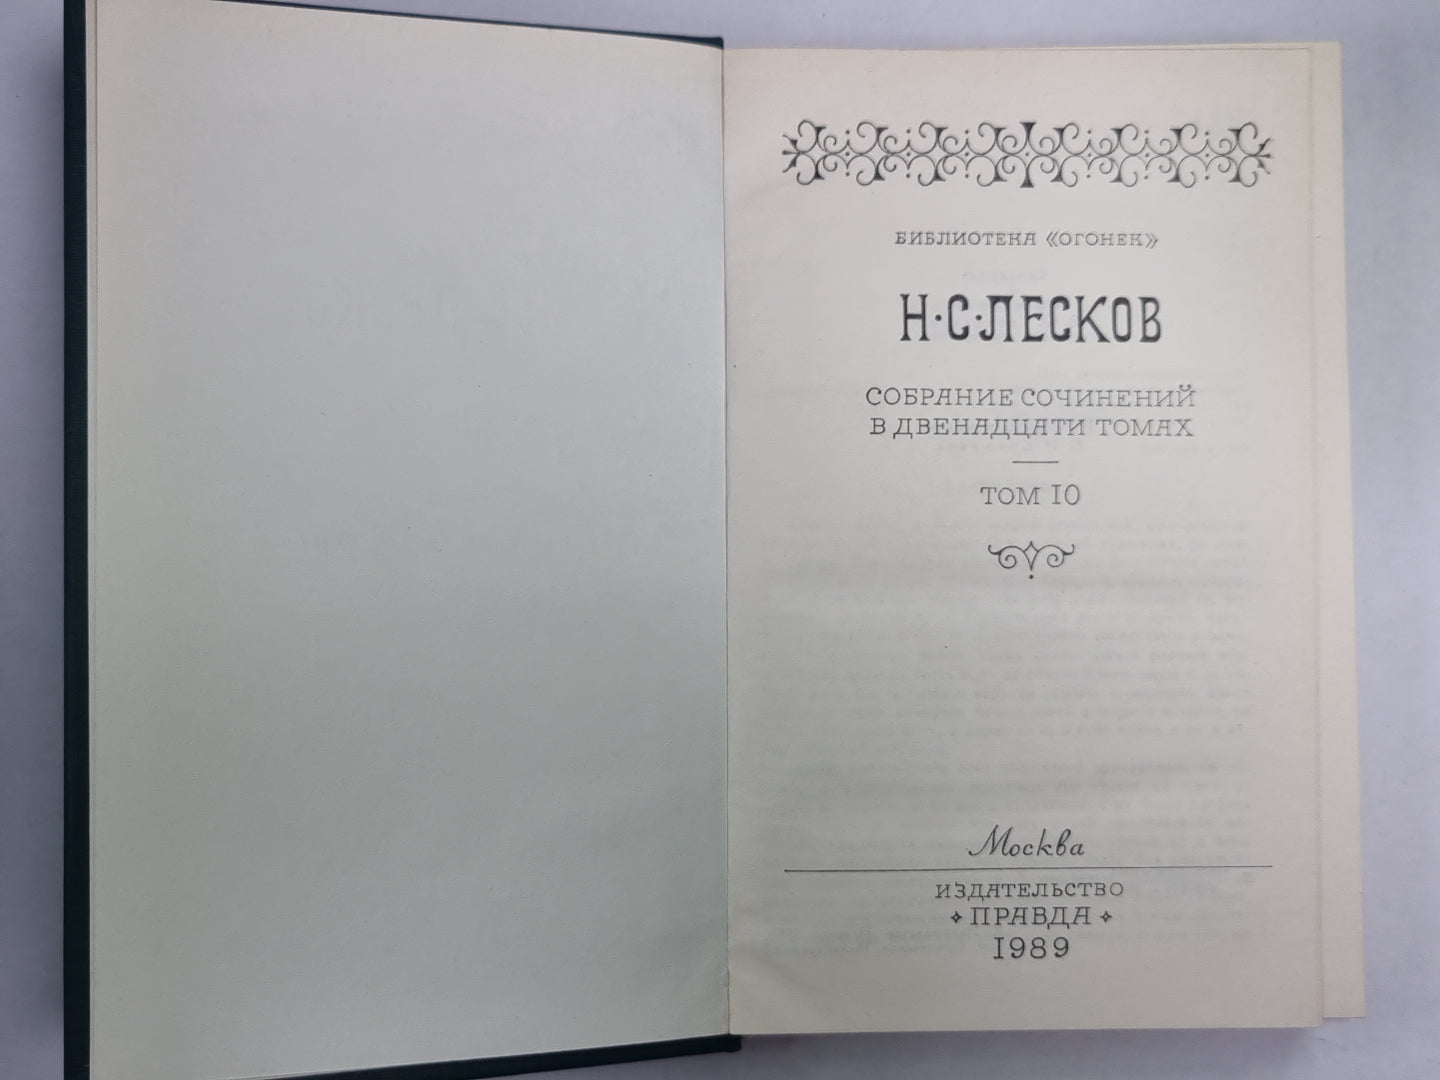 БИБЛИОТЕКА «ОГОНЕК»
Н·С·ЛЕСКОВ
СОБРАНИЕ СОЧИНЕНИЙ
В ДВЕНАДЦАТИ ТОМАХ
ТОМ 10
Москва
ИЗДАТЕЛЬСТВО
ПРАВДА
1989